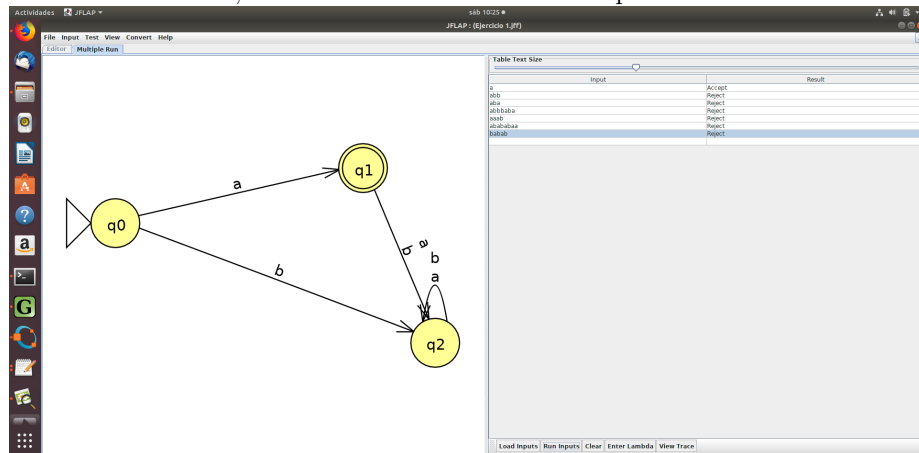 Actividades JFLAP sáb 10:25
JFLAP : (Ejercicio 1.jff)
File Input Test View Convert Help
Editor Multiple Run
Table Text Size
Input Result
a Accept
abb Reject
aba Reject
abbbaba Reject
aaab Reject
abababaa Reject
babab Reject
q1
a
q0
a
b
b
a
b
q2
Load Inputs Run Inputs Clear Enter Lambda View Trace